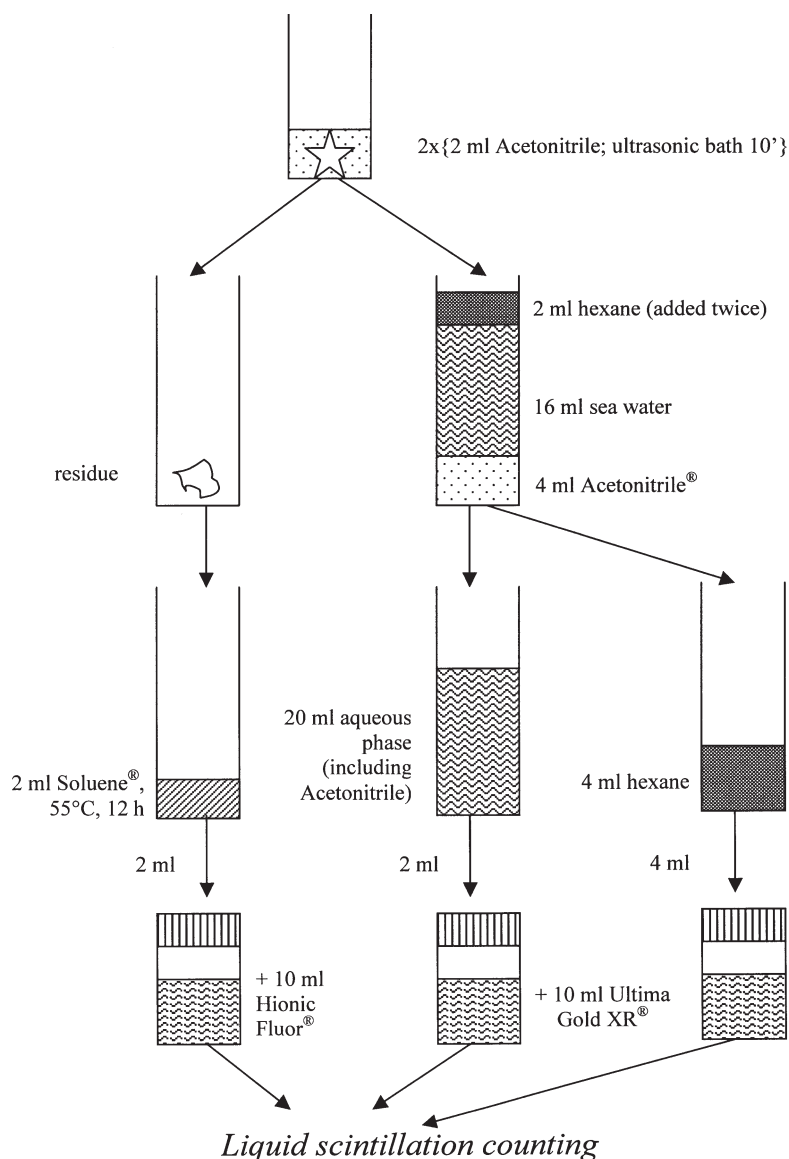 2x{2 ml Acetonitrile; ultrasonic bath 10’}
2 ml hexane (added twice)
16 ml sea water
residue
4 ml Acetonitrile®
20 ml aqueous
phase
(including
Acetonitrile)
2 ml Soluene®,
55°C, 12 h
4 ml hexane
2 ml
2 ml
4 ml
+ 10 ml
Hionic
Fluor®
+ 10 ml Ultima
Gold XR®
Liquid scintillation counting